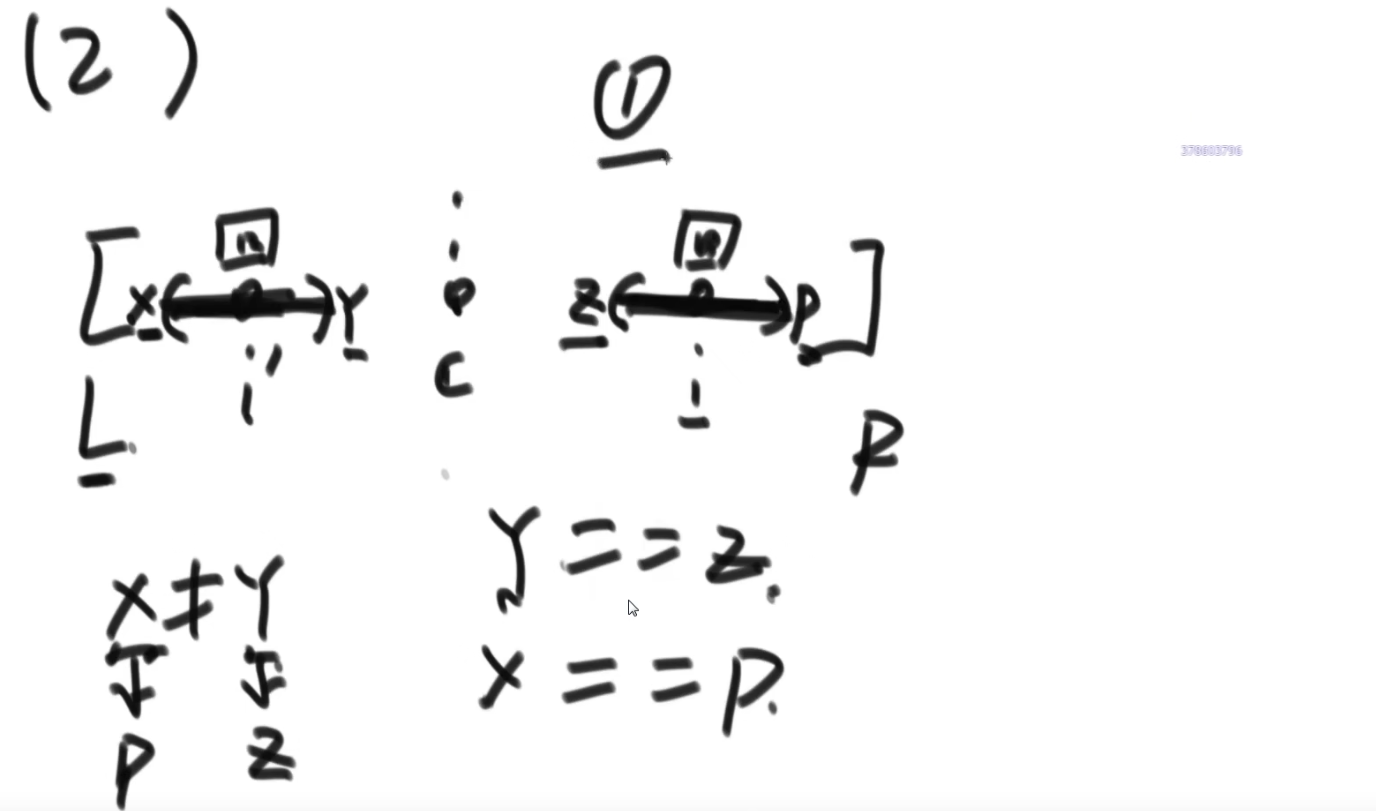 (2)
①
378803796
[X( )Y C Z( )P]
i' i
L R
Y == Z.
X ≠ Y
X == P.
P Z